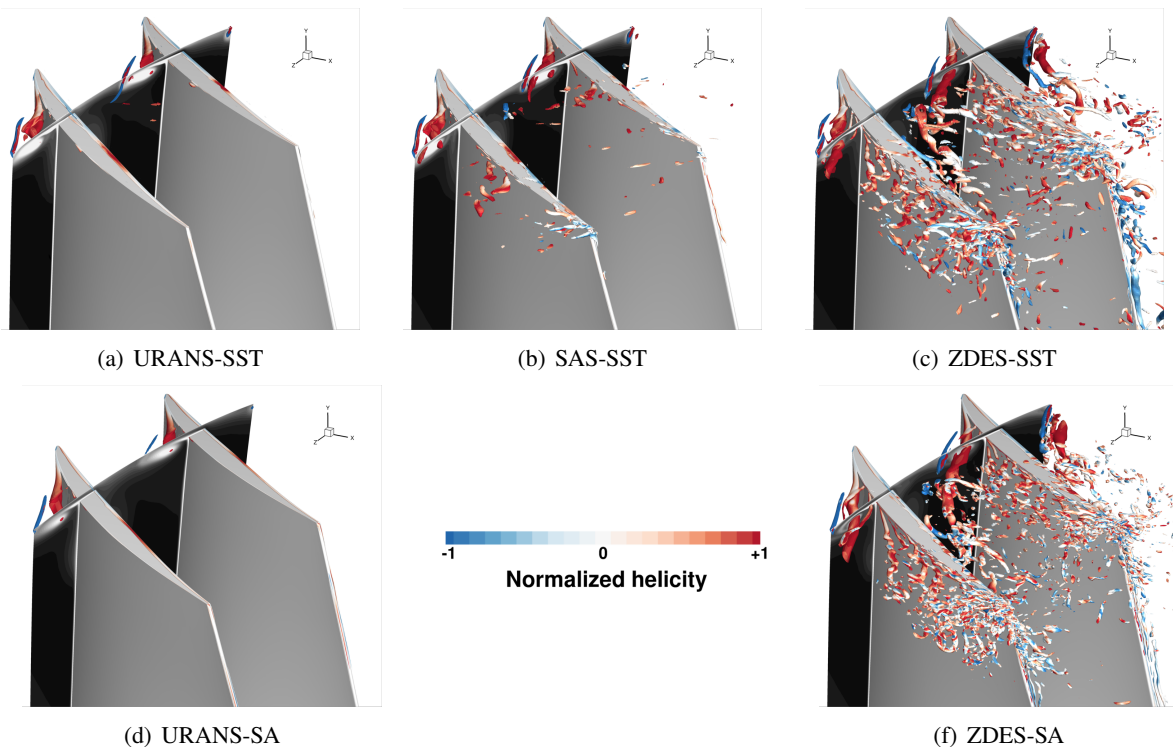 Y
X
Z
Y
X
Z
Y
X
Z
(a) URANS-SST
(b) SAS-SST
(c) ZDES-SST
Y
X
Z
Y
X
Z
-1 0 +1
Normalized helicity
(d) URANS-SA
(f) ZDES-SA